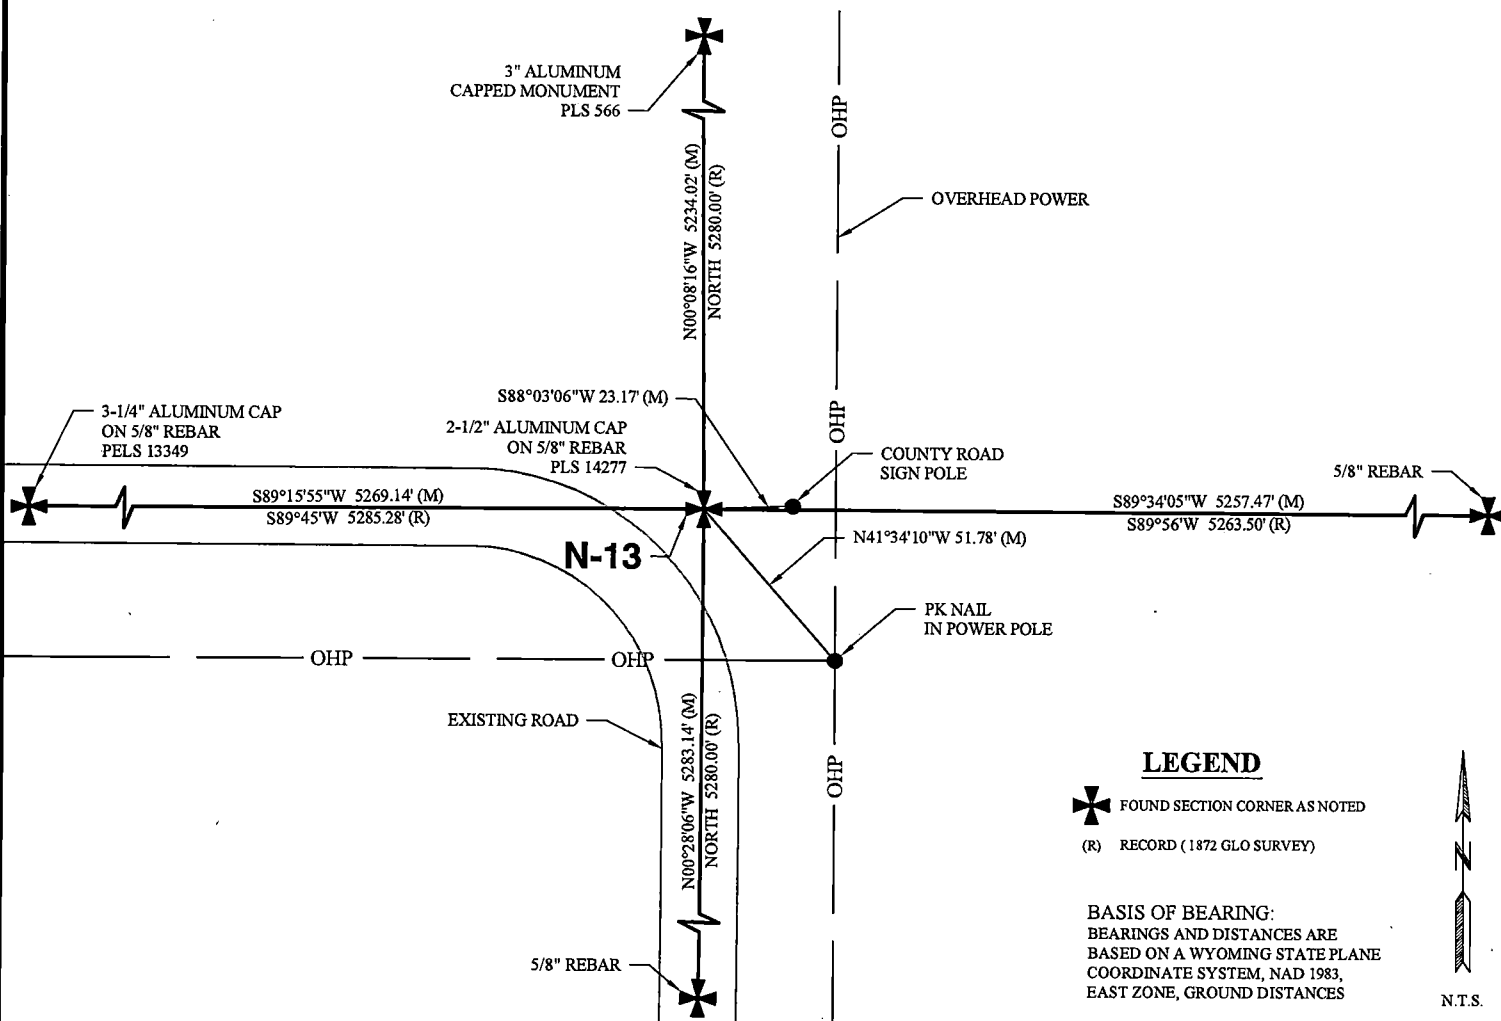 3" ALUMINUM
CAPPED MONUMENT
PLS 566
OHP
N00°08'16"W 5234.02' (M)
NORTH 5280.00' (R)
OVERHEAD POWER
S88°03'06"W 23.17' (M)
3-1/4" ALUMINUM CAP
ON 5/8" REBAR
PELS 13349
2-1/2" ALUMINUM CAP
ON 5/8" REBAR
PLS 14277
OHP
COUNTY ROAD
SIGN POLE
5/8" REBAR
S89°15'55"W 5269.14' (M)
S89°45'W 5285.28' (R)
S89°34'05"W 5257.47' (M)
S89°56'W 5263.50' (R)
N-13
N41°34'10"W 51.78' (M)
PK NAIL
IN POWER POLE
OHP
OHP
N00°28'06"W 5283.14' (M)
NORTH 5280.00' (R)
EXISTING ROAD
OHP
5/8" REBAR
LEGEND
FOUND SECTION CORNER AS NOTED
(R) RECORD ( 1872 GLO SURVEY)
BASIS OF BEARING:
BEARINGS AND DISTANCES ARE
BASED ON A WYOMING STATE PLANE
COORDINATE SYSTEM, NAD 1983,
EAST ZONE, GROUND DISTANCES
N
N.T.S.